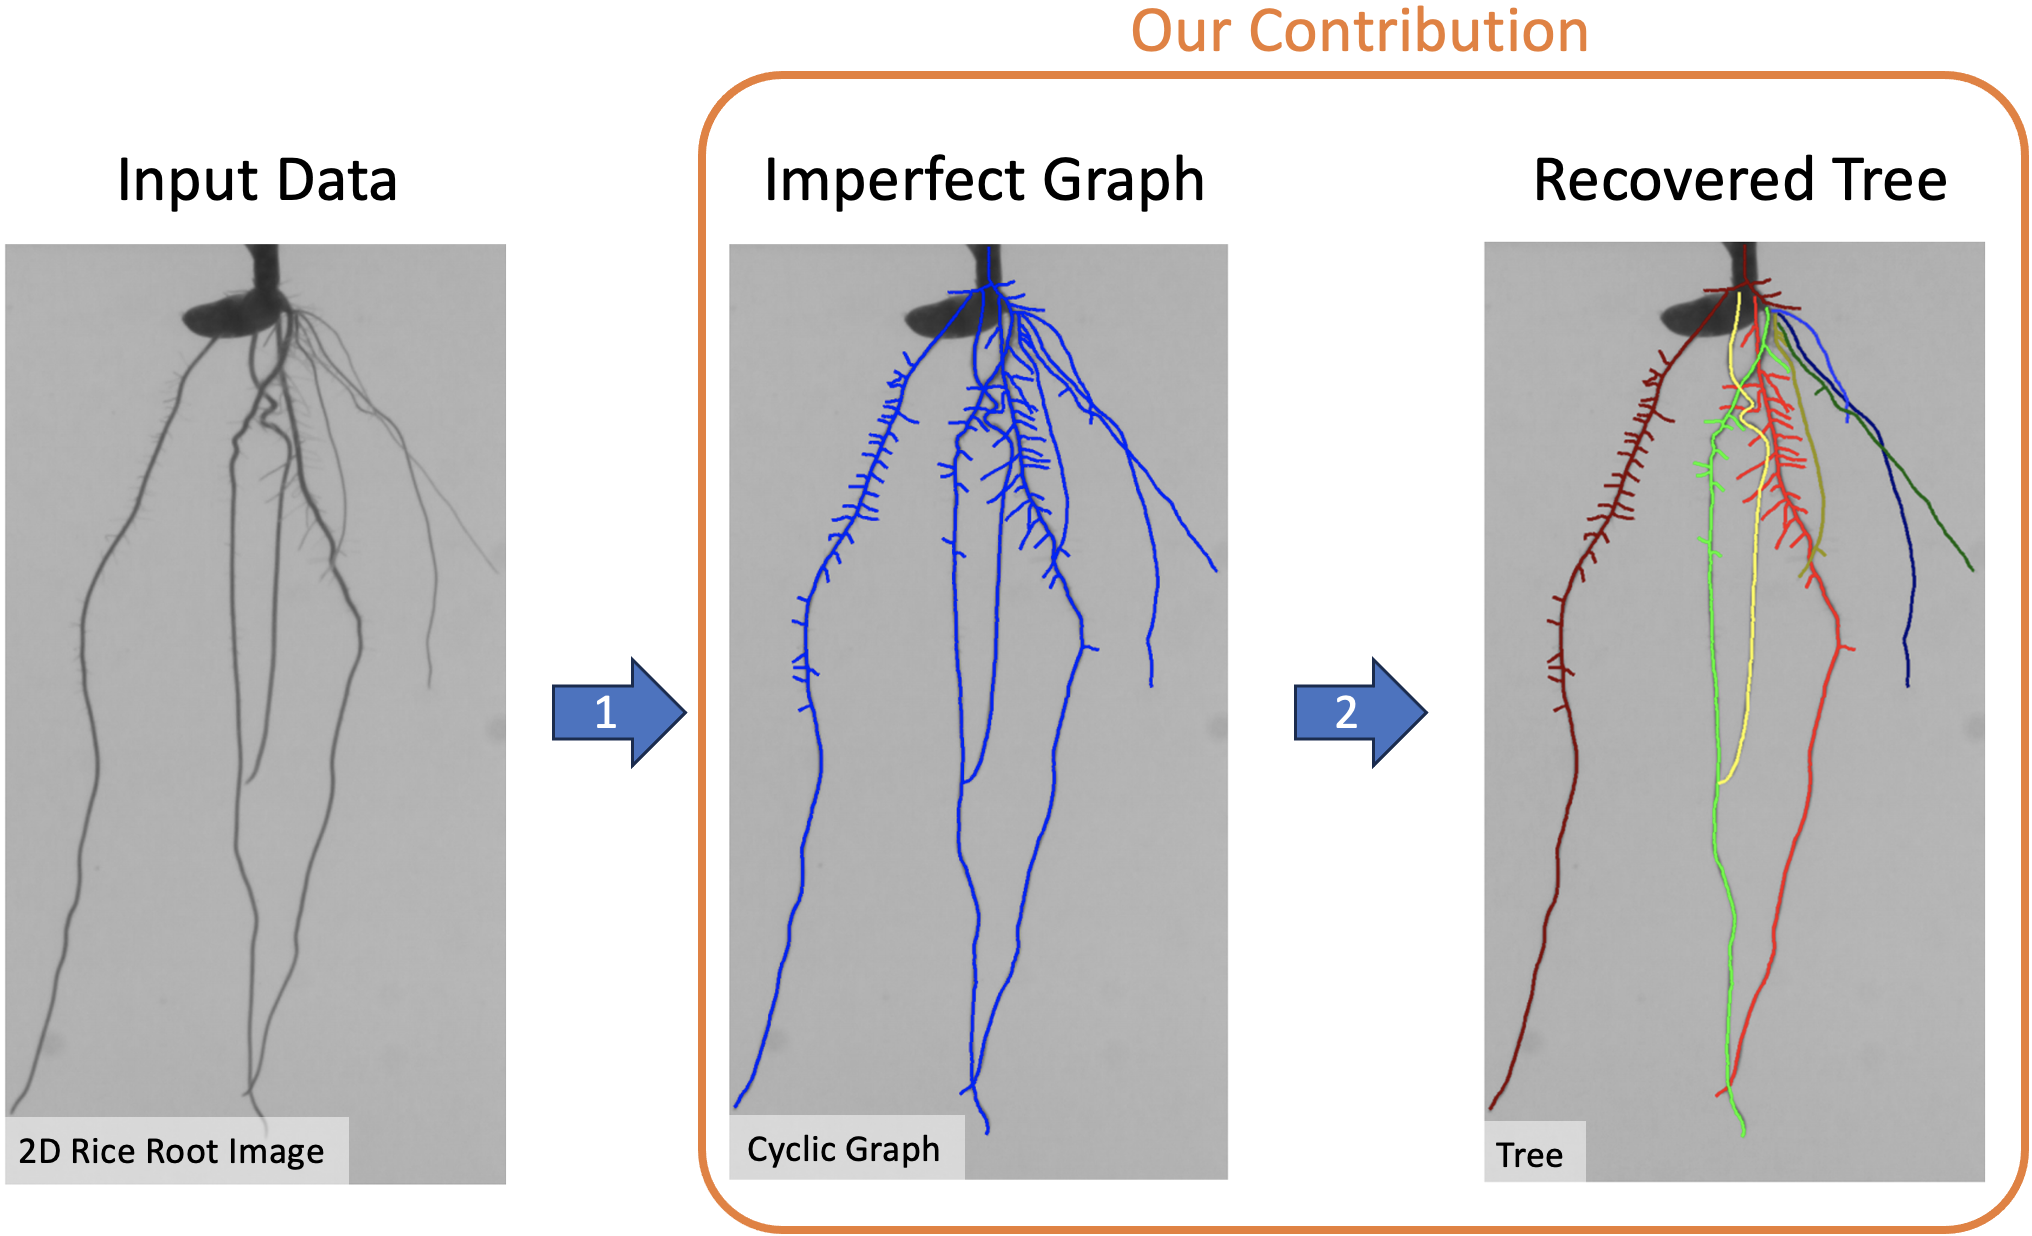 Our Contribution
Input Data
Imperfect Graph
Recovered Tree
1
2
2D Rice Root Image
Cyclic Graph
Tree